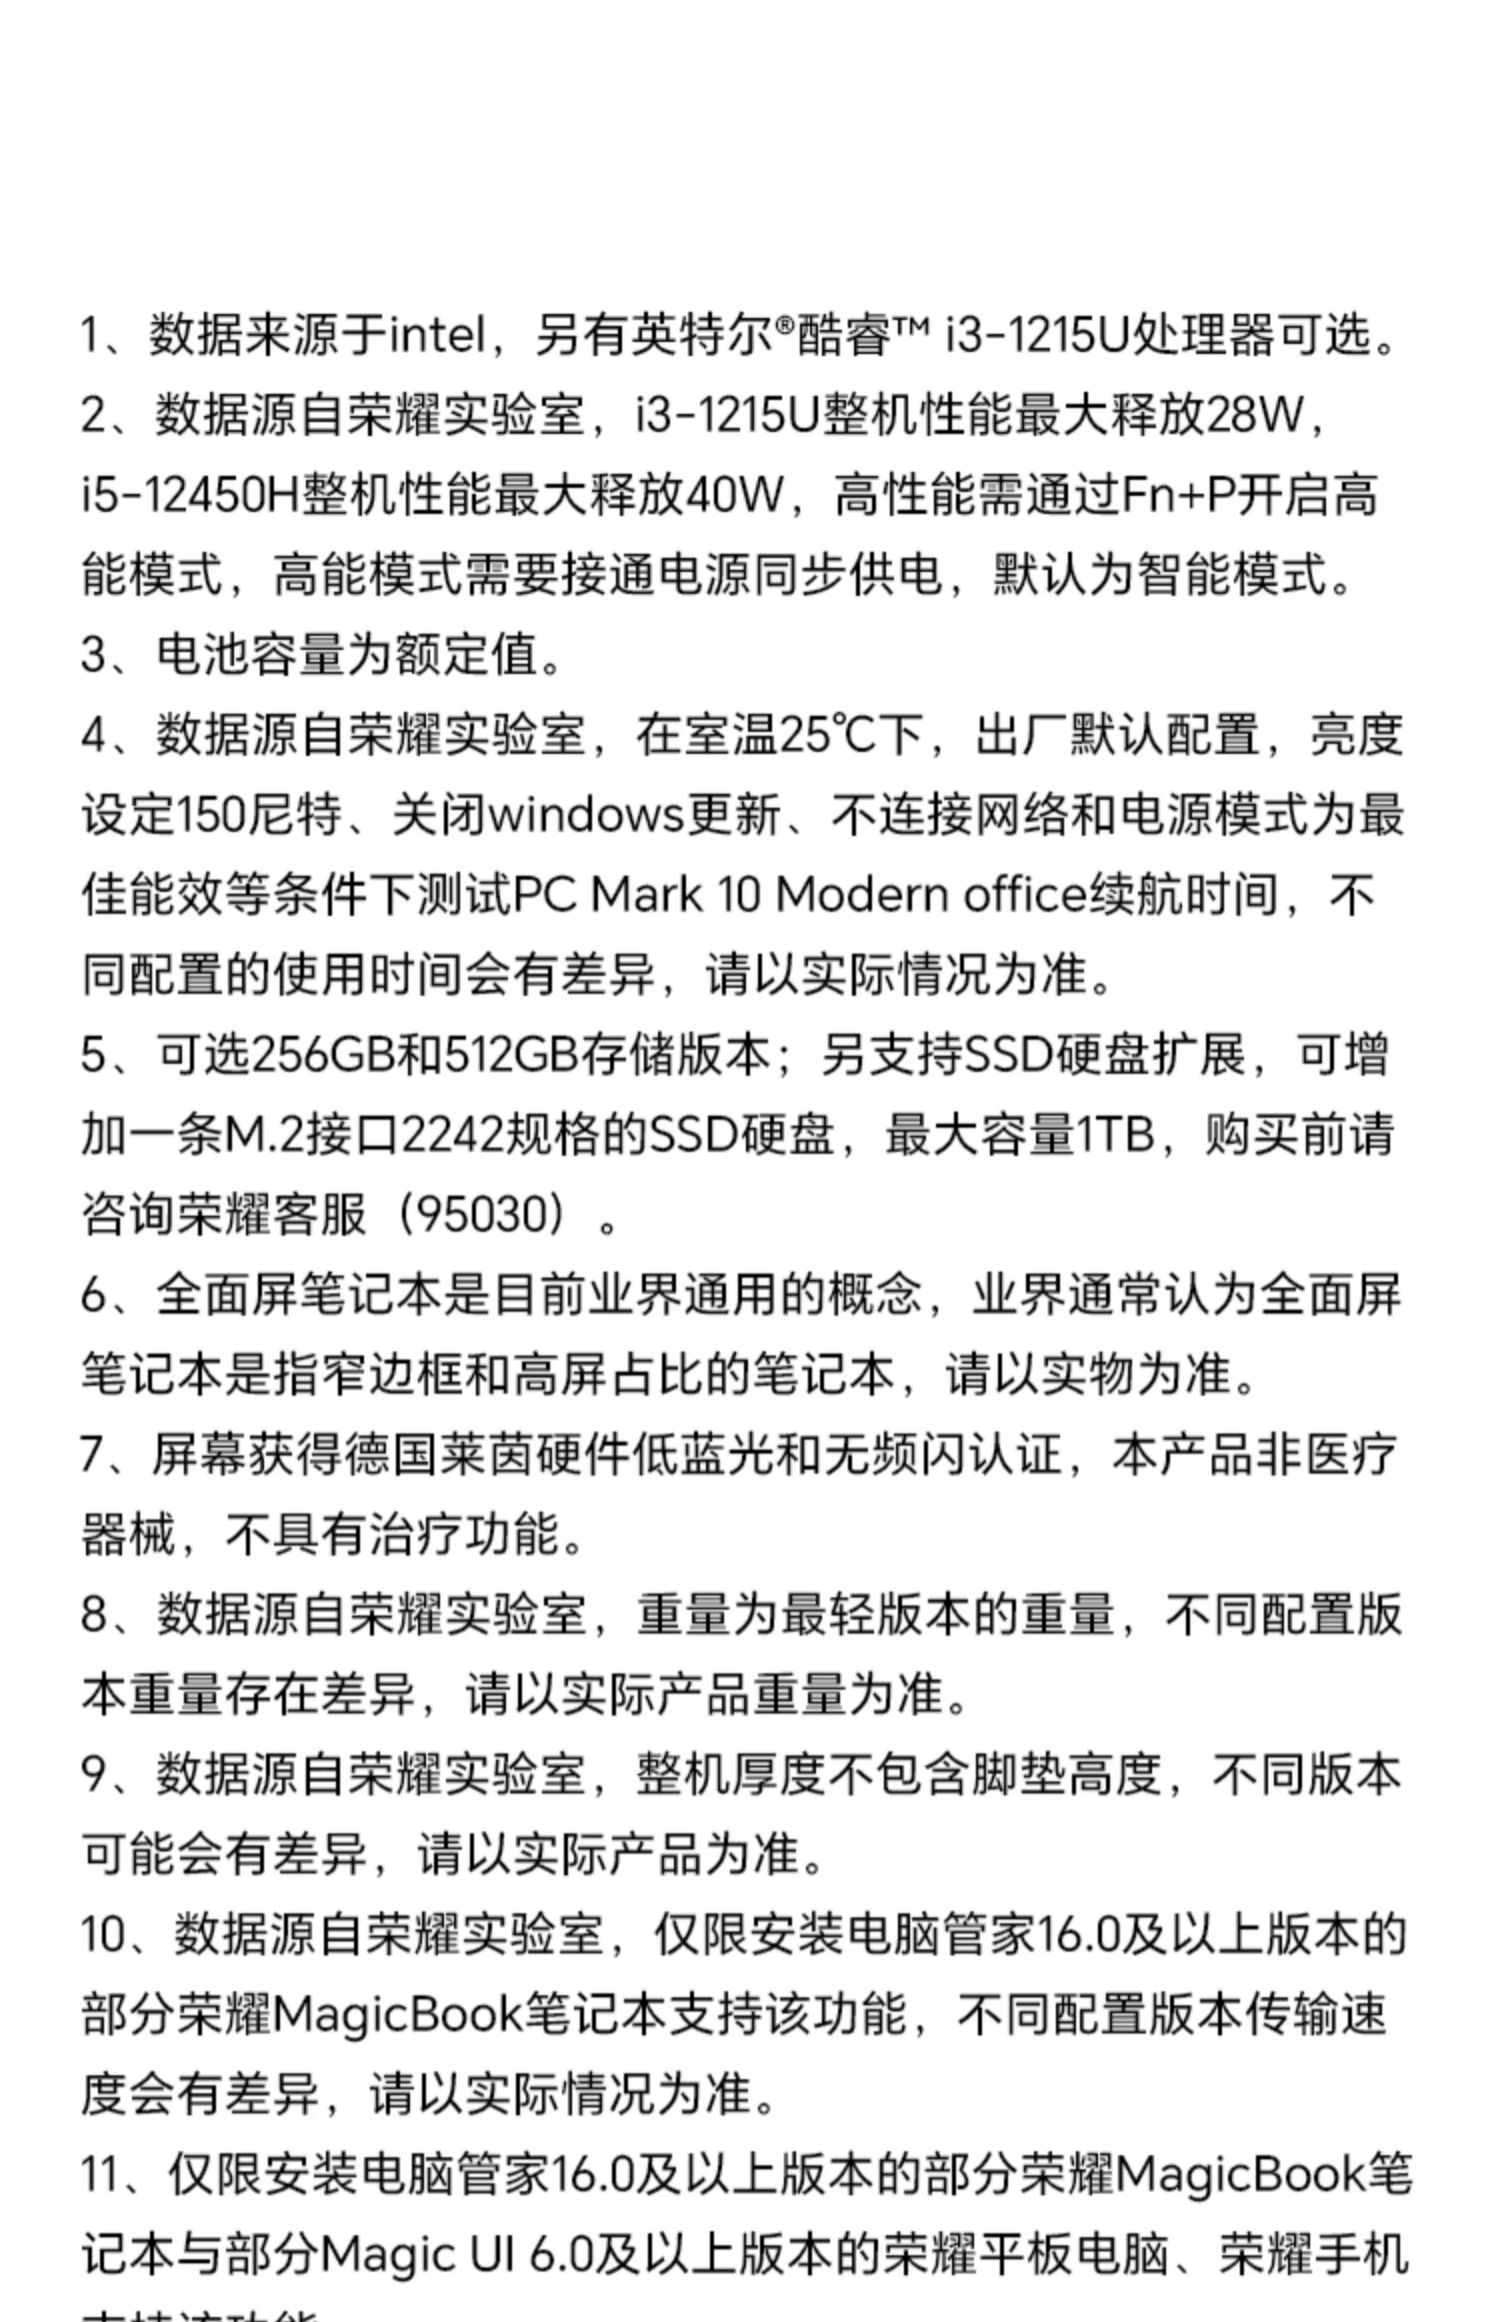 1、数据来源于intel，另有英特尔®酷睿™ i3-1215U处理器可选。
2、数据源自荣耀实验室，i3-1215U整机性能最大释放28W，
i5-12450H整机性能最大释放40W，高性能需通过Fn+P开启高
能模式，高能模式需要接通电源同步供电，默认为智能模式。
3、电池容量为额定值。
4、数据源自荣耀实验室，在室温25℃下，出厂默认配置，亮度
设定150尼特、关闭windows更新、不连接网络和电源模式为最
佳能效等条件下测试PC Mark 10 Modern office续航时间，不
同配置的使用时间会有差异，请以实际情况为准。
5、可选256GB和512GB存储版本；另支持SSD硬盘扩展，可增
加一条M.2接口2242规格的SSD硬盘，最大容量1TB，购买前请
咨询荣耀客服（95030）。
6、全面屏笔记本是目前业界通用的概念，业界通常认为全面屏
笔记本是指窄边框和高屏占比的笔记本，请以实物为准。
7、屏幕获得德国莱茵硬件低蓝光和无频闪认证，本产品非医疗
器械，不具有治疗功能。
8、数据源自荣耀实验室，重量为最轻版本的重量，不同配置版
本重量存在差异，请以实际产品重量为准。
9、数据源自荣耀实验室，整机厚度不包含脚垫高度，不同版本
可能会有差异，请以实际产品为准。
10、数据源自荣耀实验室，仅限安装电脑管家16.0及以上版本的
部分荣耀MagicBook笔记本支持该功能，不同配置版本传输速
度会有差异，请以实际情况为准。
11、仅限安装电脑管家16.0及以上版本的部分荣耀MagicBook笔
记本与部分Magic UI 6.0及以上版本的荣耀平板电脑、荣耀手机